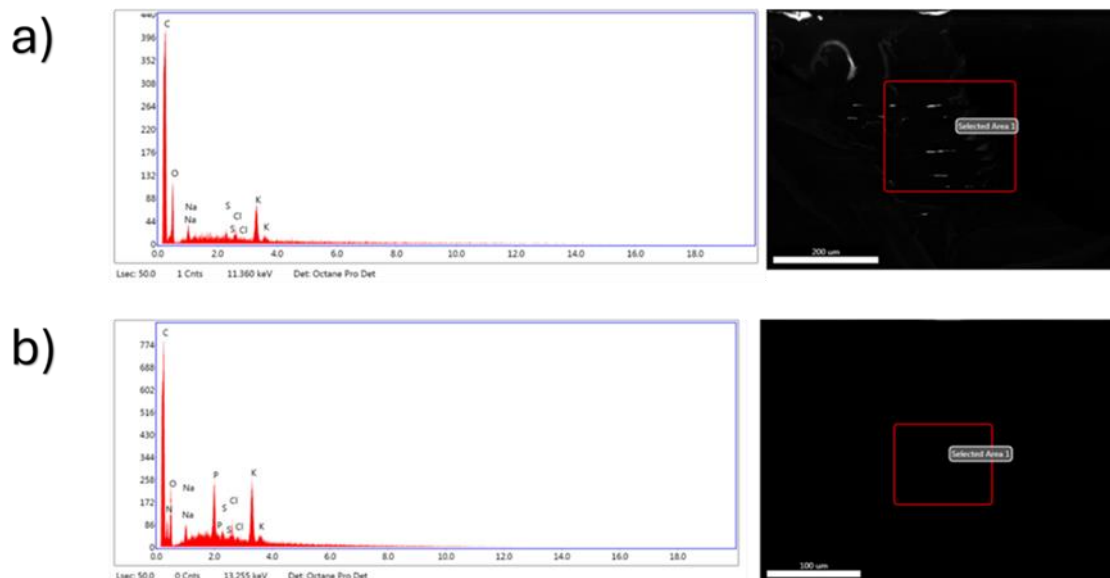 a)
440
C
396
352
308
264
220
176
132
88
44
0
O
Na
Na
S
S
Cl
Cl
K
K
0.0 2.0 4.0 6.0 8.0 10.0 12.0 14.0 16.0 18.0
Lsec: 50.0 1 Cnts 11.360 keV Det: Octane Pro Det
Selected Area 1
200 um
b)
C
774
688
602
516
430
344
258
172
86
0
O
N
Na
Na
P
P
S
S
Cl
Cl
K
K
0.0 2.0 4.0 6.0 8.0 10.0 12.0 14.0 16.0 18.0
Lsec: 50.0 0 Cnts 13.255 keV Det: Octane Pro Det
Selected Area 1
100 um